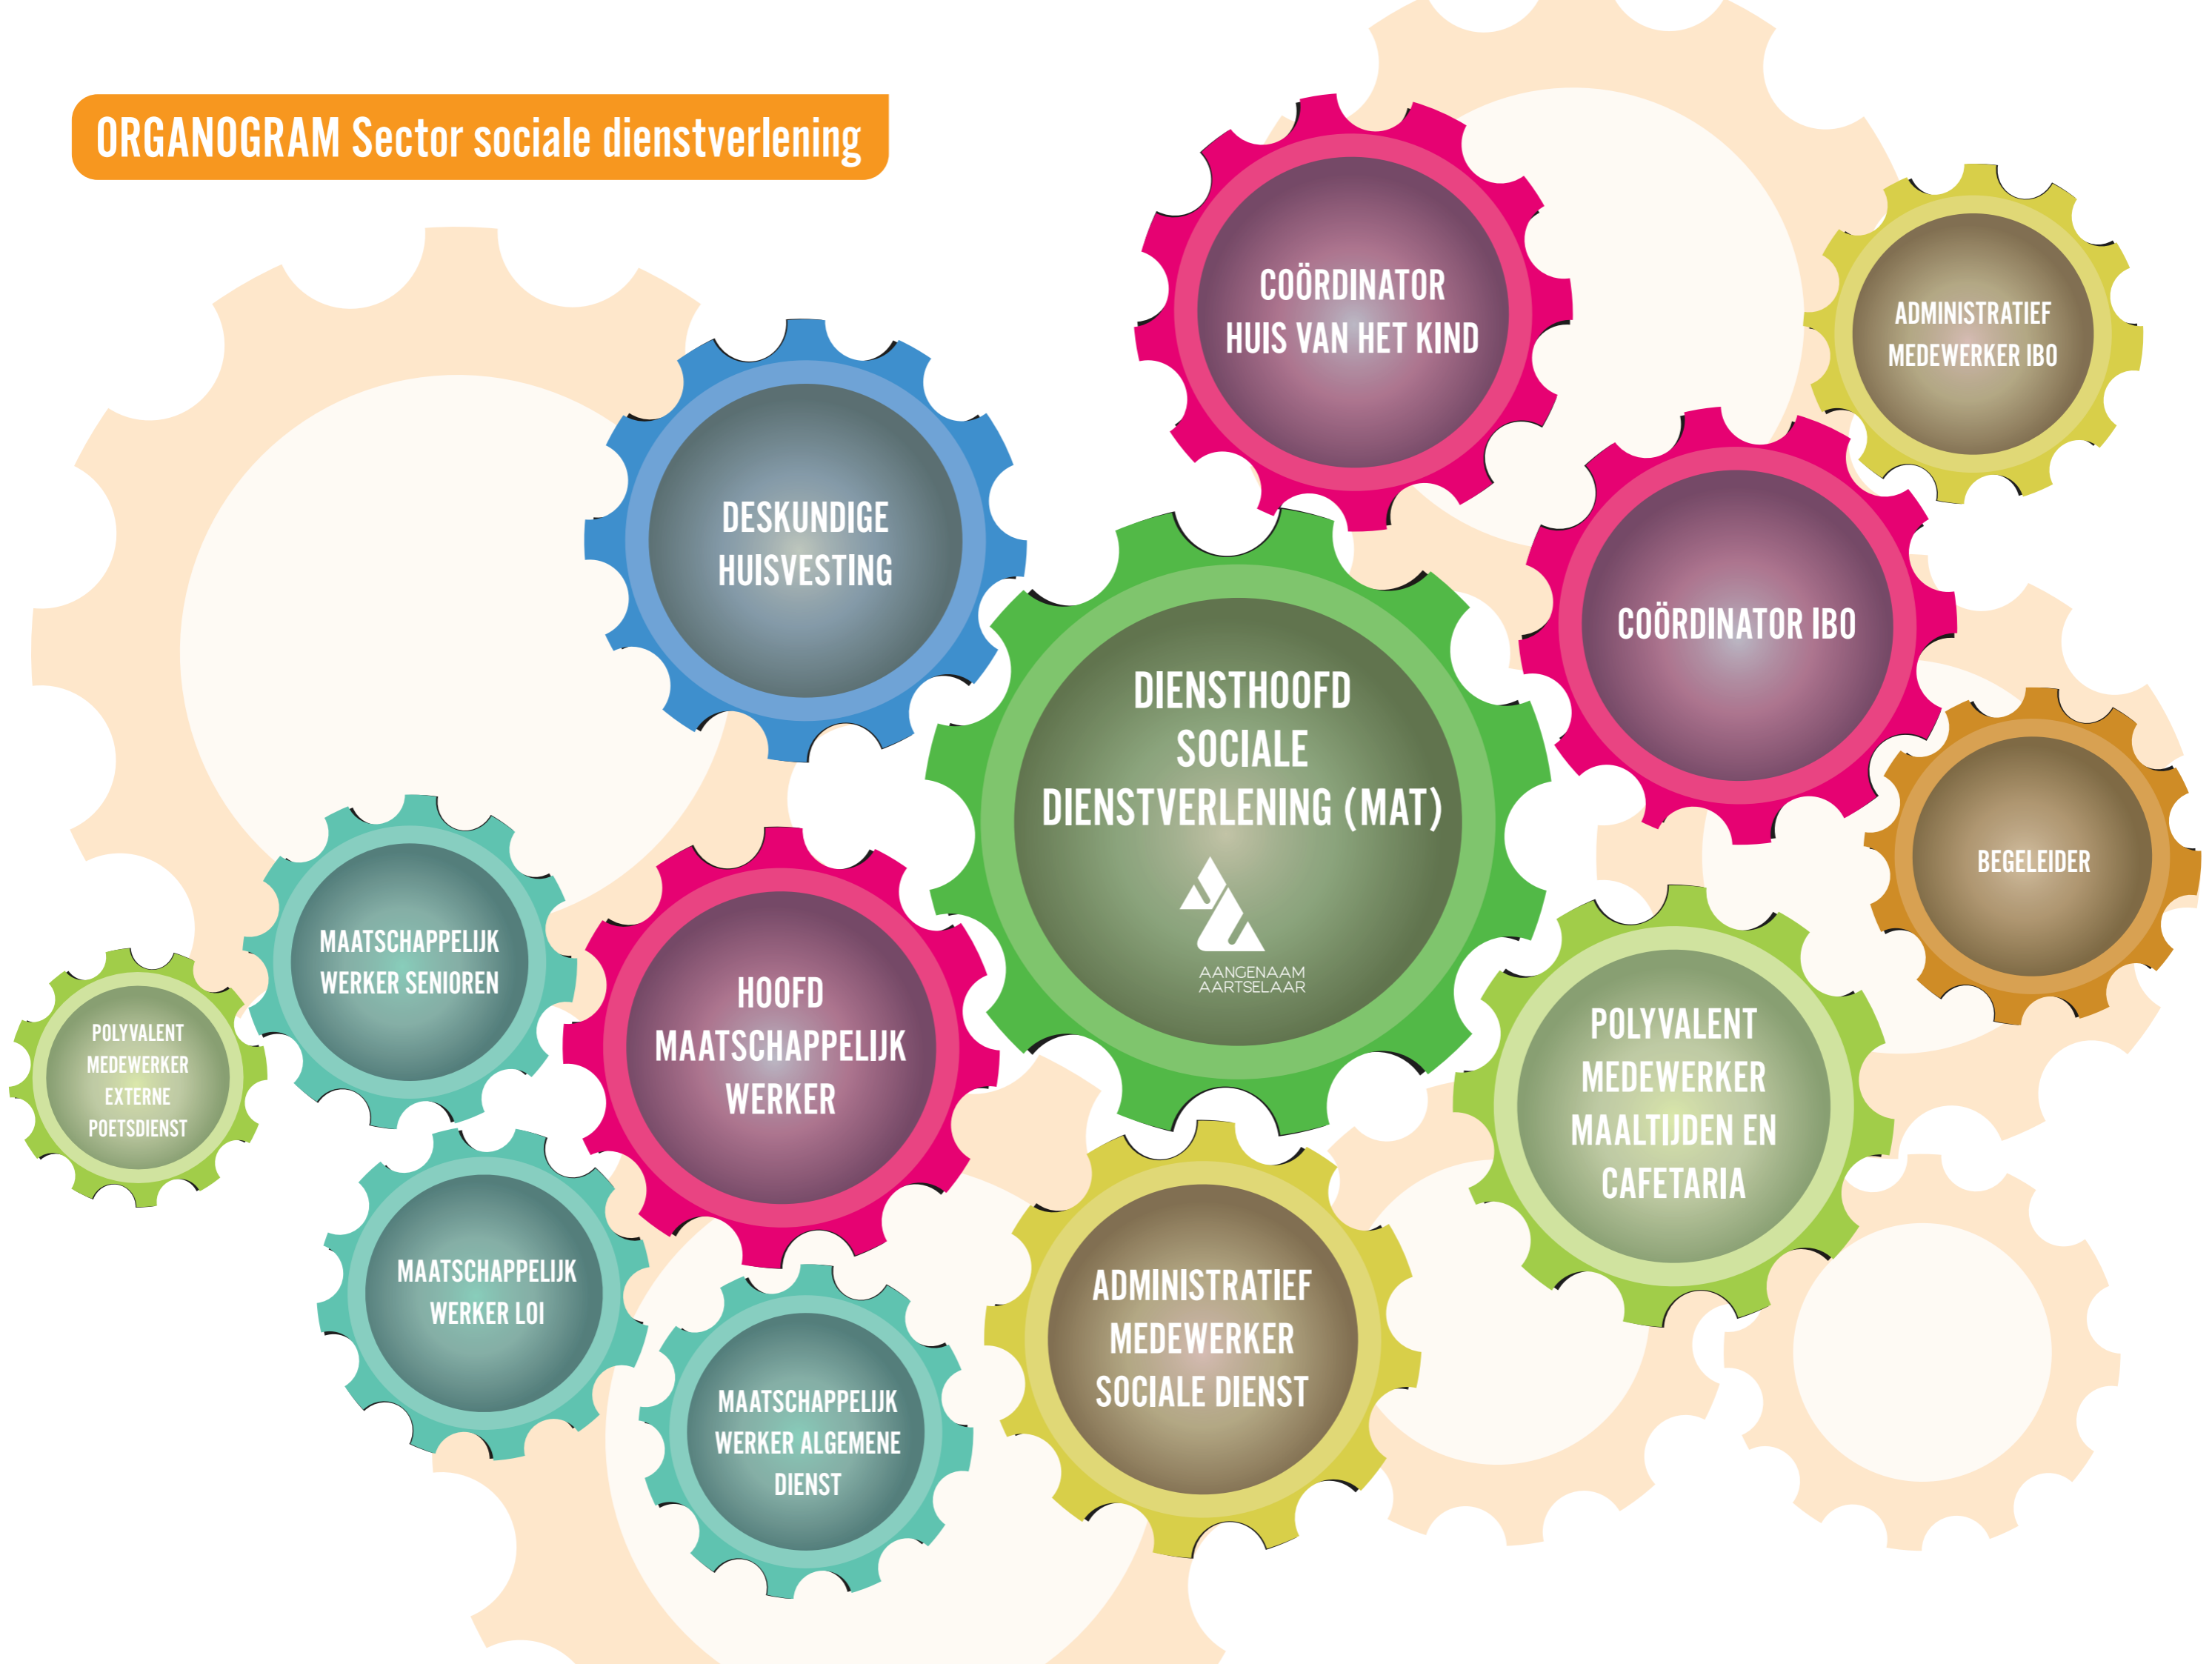 ORGANOGRAM Sector sociale dienstverlening
COÖRDINATOR
HUIS VAN HET KIND
ADMINISTRATIEF
MEDEWERKER IBO
DESKUNDIGE
HUISVESTING
COÖRDINATOR IBO
DIENSTHOOFD
SOCIALE
DIENSTVERLENING (MAT)
AANGENAAM
AARTSELAAR
BEGELEIDER
MAATSCHAPPELIJK
WERKER SENIOREN
HOOFD
MAATSCHAPPELIJK
WERKER
POLYVALENT
MEDEWERKER
EXTERNE
POETSDIENST
POLYVALENT
MEDEWERKER
MAALTIJDEN EN
CAFETARIA
MAATSCHAPPELIJK
WERKER LOI
ADMINISTRATIEF
MEDEWERKER
SOCIALE DIENST
MAATSCHAPPELIJK
WERKER ALGEMENE
DIENST